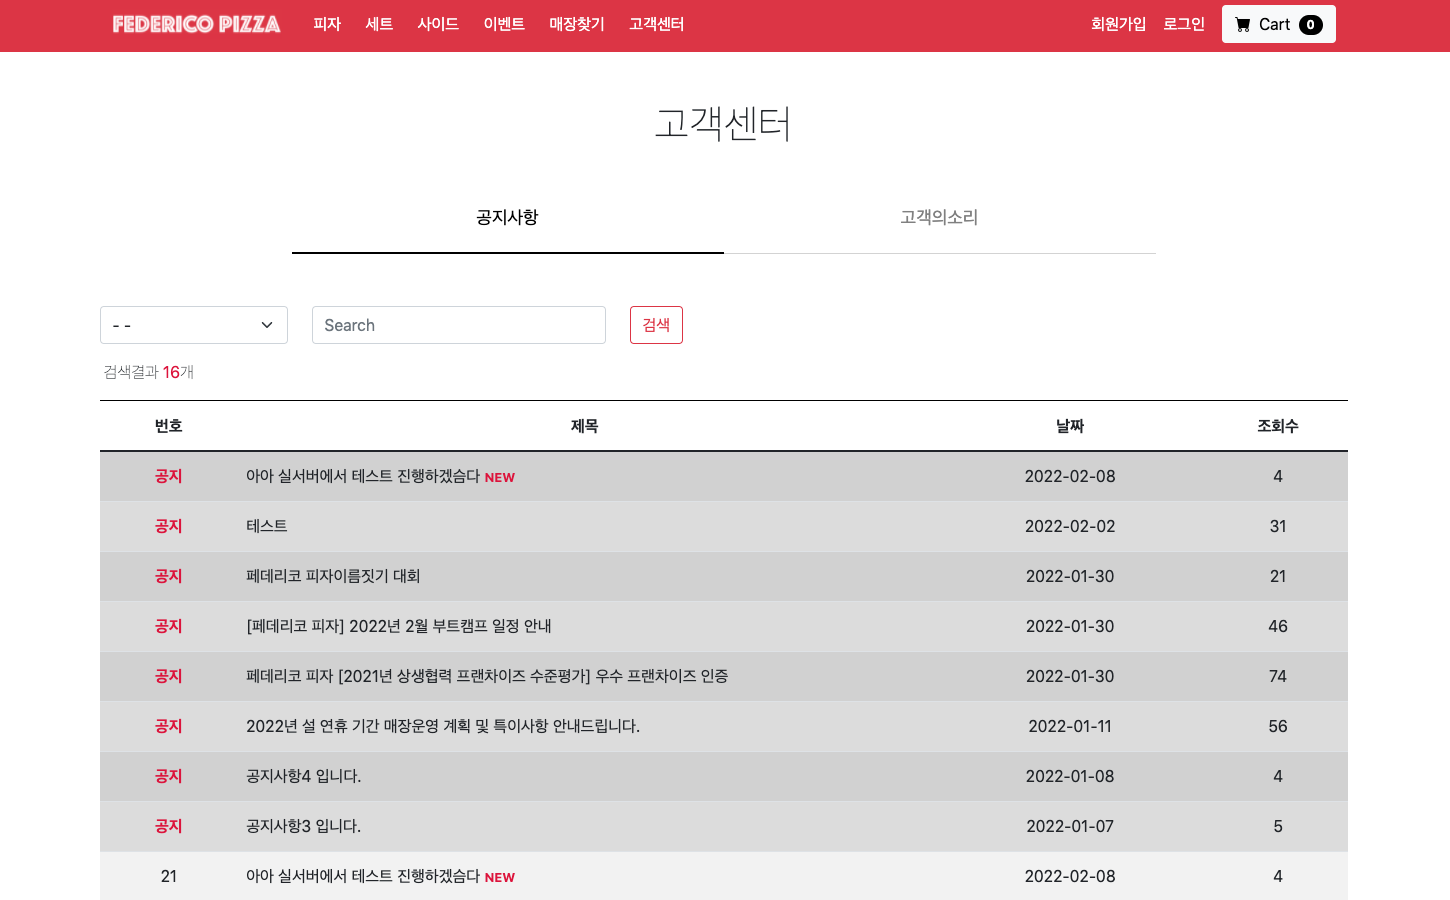 FEDERICO PIZZA 피자 세트 사이드 이벤트 매장찾기 고객센터 회원가입 로그인 Cart 0
고객센터
공지사항 고객의소리
- - Search 검색
검색결과 16개
번호 제목 날짜 조회수
공지 아아 실서버에서 테스트 진행하겠슴다 NEW 2022-02-08 4
공지 테스트 2022-02-02 31
공지 페데리코 피자이름짓기 대회 2022-01-30 21
공지 [페데리코 피자] 2022년 2월 부트캠프 일정 안내 2022-01-30 46
공지 페데리코 피자 [2021년 상생협력 프랜차이즈 수준평가] 우수 프랜차이즈 인증 2022-01-30 74
공지 2022년 설 연휴 기간 매장운영 계획 및 특이사항 안내드립니다. 2022-01-11 56
공지 공지사항4 입니다. 2022-01-08 4
공지 공지사항3 입니다. 2022-01-07 5
21 아아 실서버에서 테스트 진행하겠슴다 NEW 2022-02-08 4